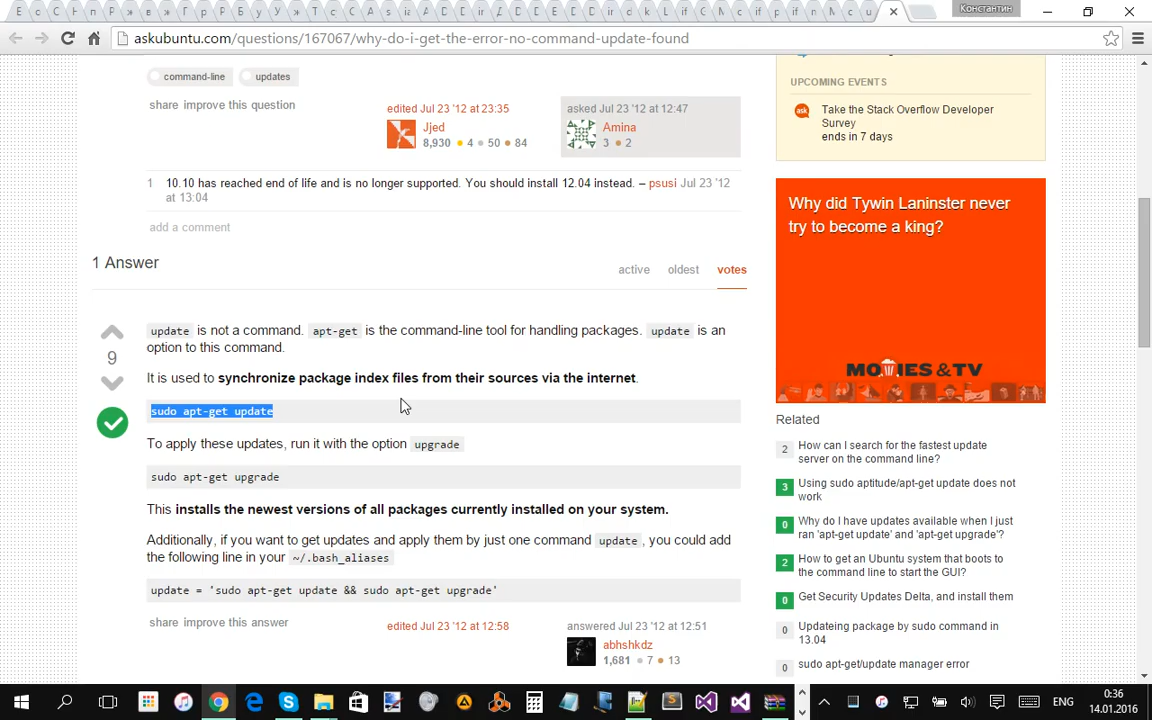 Константин
askubuntu.com/questions/167067/why-do-i-get-the-error-no-command-update-found
command-line
updates
share improve this question
edited Jul 23 '12 at 23:35
Jjed
8,930 4 50 84
asked Jul 23 '12 at 12:47
Amina
3 2
1 10.10 has reached end of life and is no longer supported. You should install 12.04 instead. – psusi Jul 23 '12
at 13:04
add a comment
1 Answer
active oldest votes
update is not a command. apt-get is the command-line tool for handling packages. update is an
option to this command.
9
It is used to synchronize package index files from their sources via the internet.
sudo apt-get update
To apply these updates, run it with the option upgrade
sudo apt-get upgrade
This installs the newest versions of all packages currently installed on your system.
Additionally, if you want to get updates and apply them by just one command update, you could add
the following line in your ~/.bash_aliases
update = 'sudo apt-get update && sudo apt-get upgrade'
share improve this answer
edited Jul 23 '12 at 12:58
answered Jul 23 '12 at 12:51
abhshkdz
1,681 7 13
UPCOMING EVENTS
ask
Take the Stack Overflow Developer
Survey
ends in 7 days
Why did Tywin Laninster never
try to become a king?
MOVIES & TV
Related
2 How can I search for the fastest update
server on the command line?
3 Using sudo aptitude/apt-get update does not
work
0 Why do I have updates available when I just
ran 'apt-get update' and 'apt-get upgrade'?
2 How to get an Ubuntu system that boots to
the command line to start the GUI?
0 Get Security Updates Delta, and install them
0 Updateing package by sudo command in
13.04
0 sudo apt-get/update manager error
ENG
0:36
14.01.2016